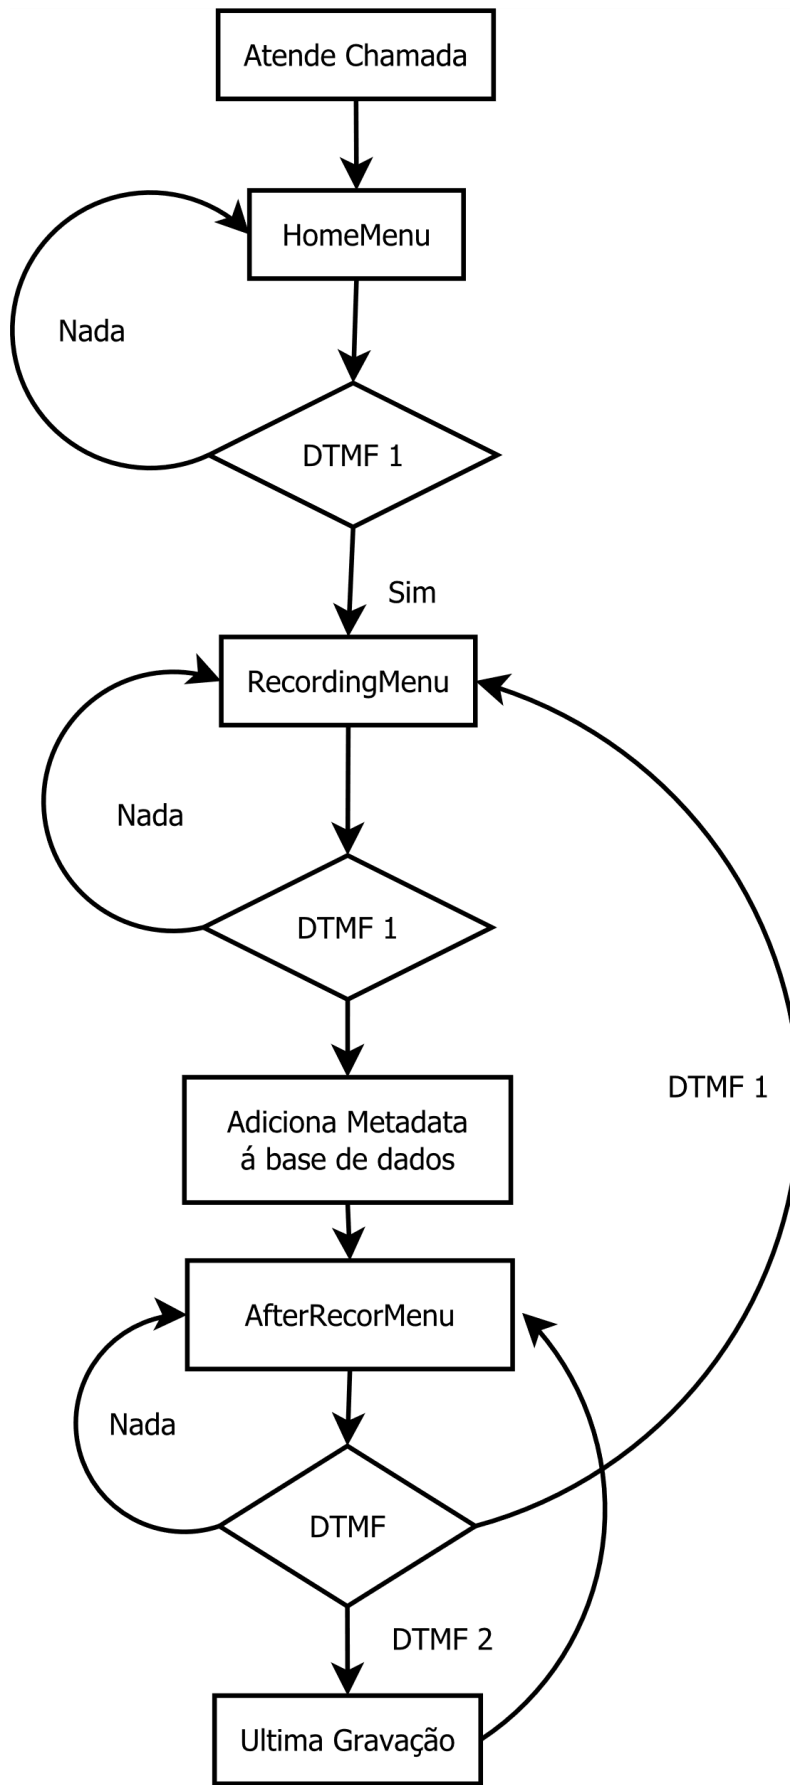 Atende Chamada
HomeMenu
Nada
DTMF 1
Sim
RecordingMenu
Nada
DTMF 1
Adiciona Metadata
á base de dados
DTMF 1
AfterRecorMenu
Nada
DTMF
DTMF 2
Ultima Gravação